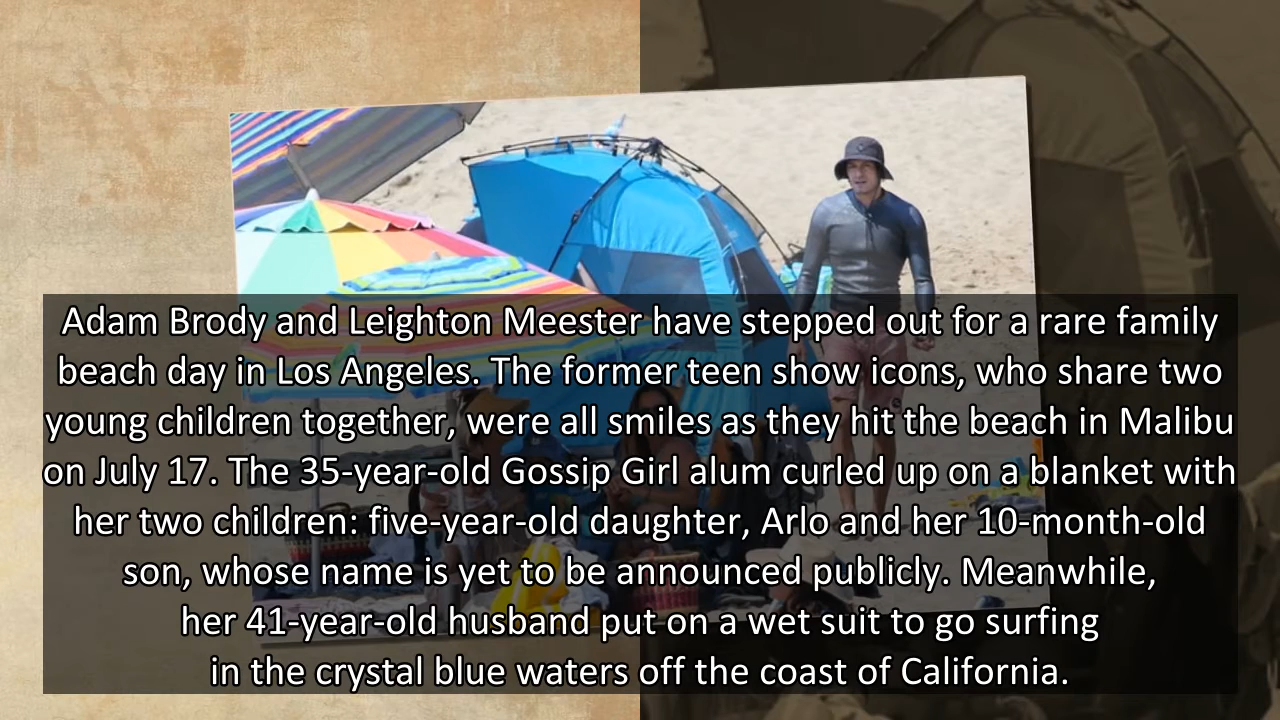 Adam Brody and Leighton Meester have stepped out for a rare family
beach day in Los Angeles. The former teen show icons, who share two
young children together, were all smiles as they hit the beach in Malibu
on July 17. The 35-year-old Gossip Girl alum curled up on a blanket with
her two children: five-year-old daughter, Arlo and her 10-month-old
son, whose name is yet to be announced publicly. Meanwhile,
her 41-year-old husband put on a wet suit to go surfing
in the crystal blue waters off the coast of California.